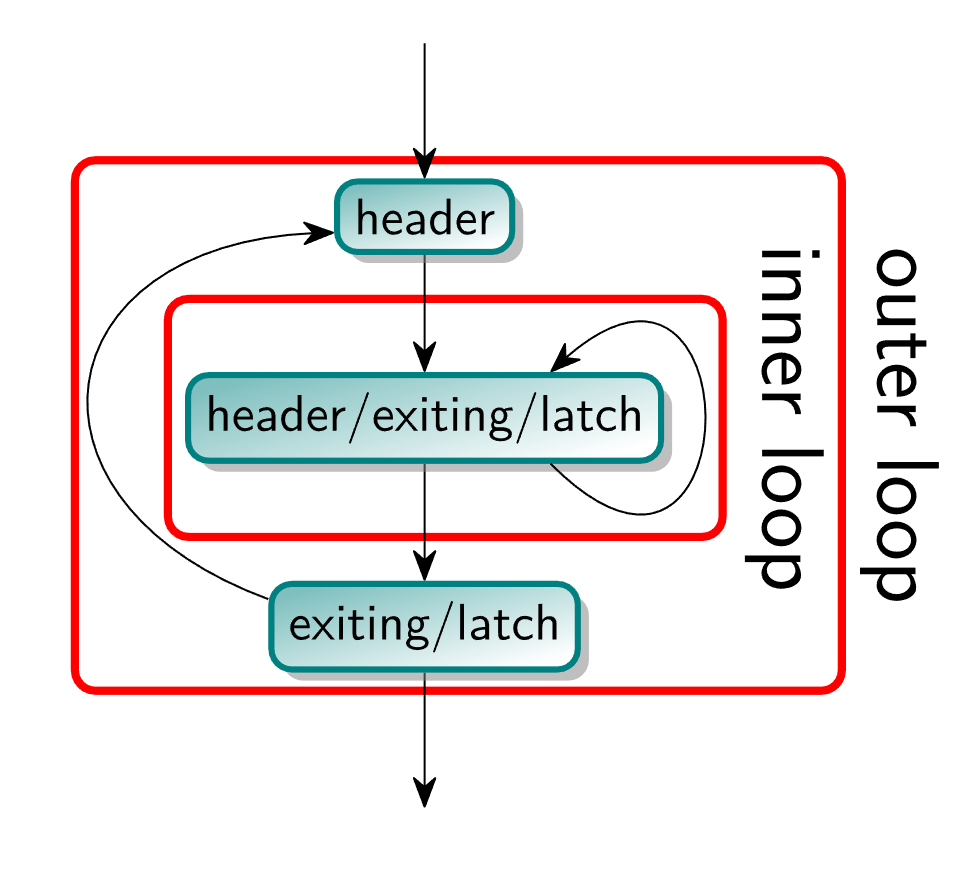 header
header/exiting/latch
exiting/latch
inner loop
outer loop